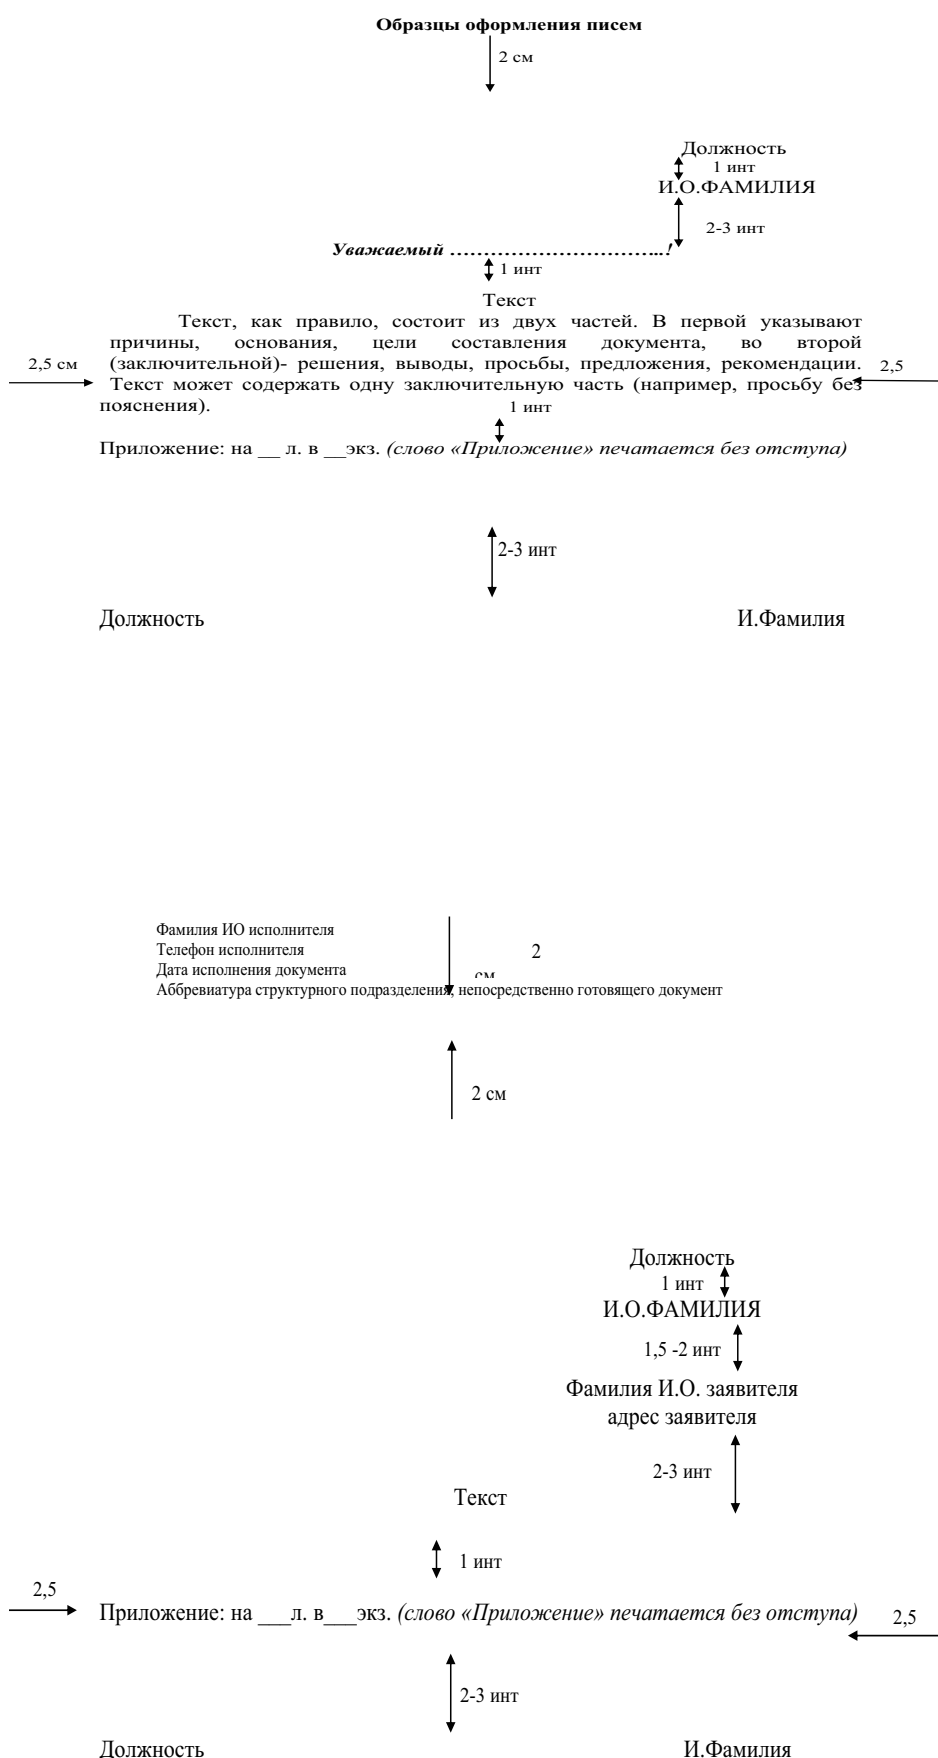 Образцы оформления писем
2 см
Должность
1 инт
И.О.ФАМИЛИЯ
2-3 инт
Уважаемый ………………………...!
1 инт
Текст
Текст, как правило, состоит из двух частей. В первой указывают
причины, основания, цели составления документа, во второй
(заключительной)- решения, выводы, просьбы, предложения, рекомендации.
2,5 см
2,5
Текст может содержать одну заключительную часть (например, просьбу без
пояснения).
1 инт
Приложение: на __ л. в __экз. (слово «Приложение» печатается без отступа)
2-3 инт
Должность И.Фамилия
Фамилия ИО исполнителя
Телефон исполнителя
2
Дата исполнения документа
см
Аббревиатура структурного подразделения, непосредственно готовящего документ
2 см
Должность
1 инт
И.О.ФАМИЛИЯ
1,5 -2 инт
Фамилия И.О. заявителя
адрес заявителя
2-3 инт
Текст
1 инт
2,5
Приложение: на ___л. в___экз. (слово «Приложение» печатается без отступа)
2,5
2-3 инт
Должность И.Фамилия